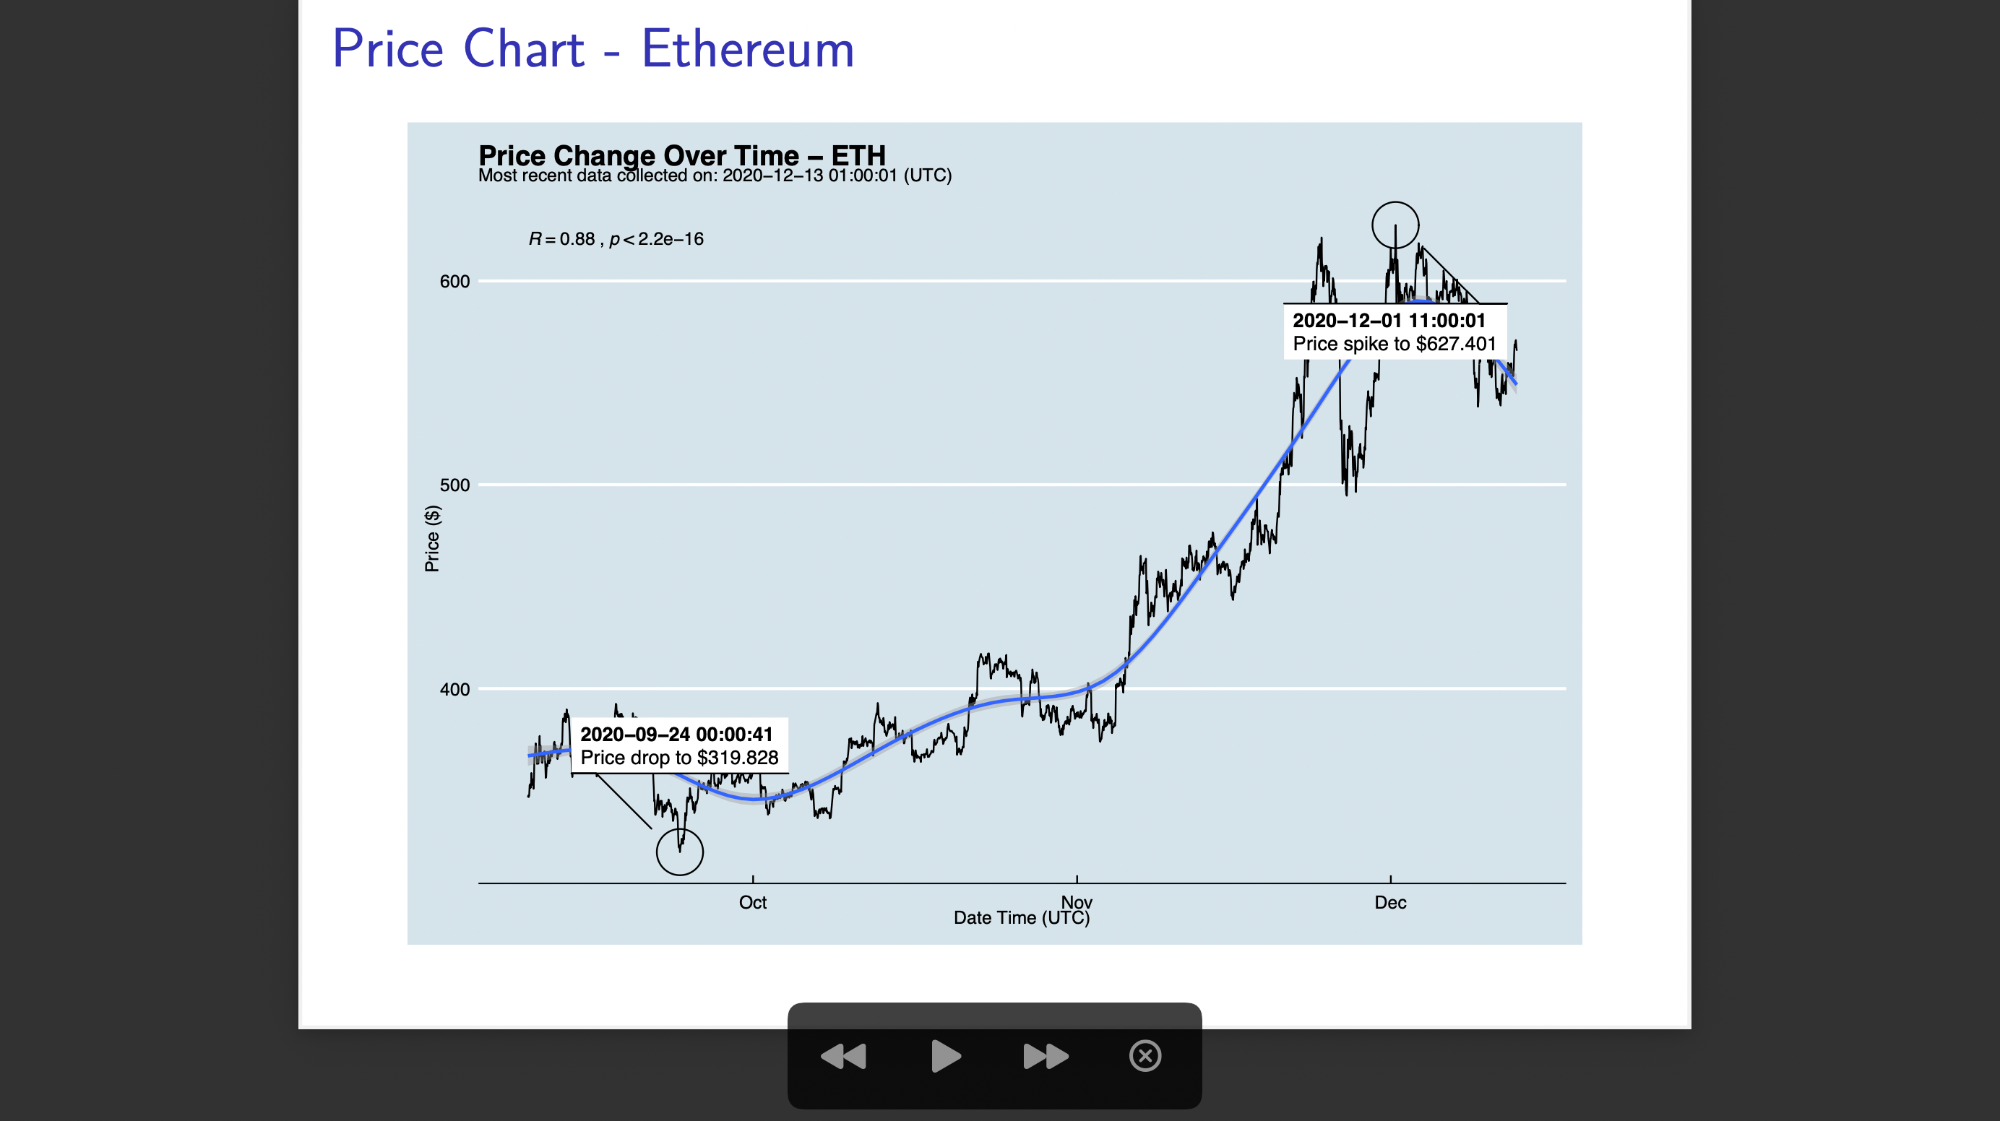 Price Chart - Ethereum
Price Change Over Time – ETH
Most recent data collected on: 2020–12–13 01:00:01 (UTC)
R = 0.88 , p < 2.2e–16
600
2020–12–01 11:00:01
Price spike to $627.401
500
Price ($)
400
2020–09–24 00:00:41
Price drop to $319.828
Oct
Nov
Dec
Date Time (UTC)